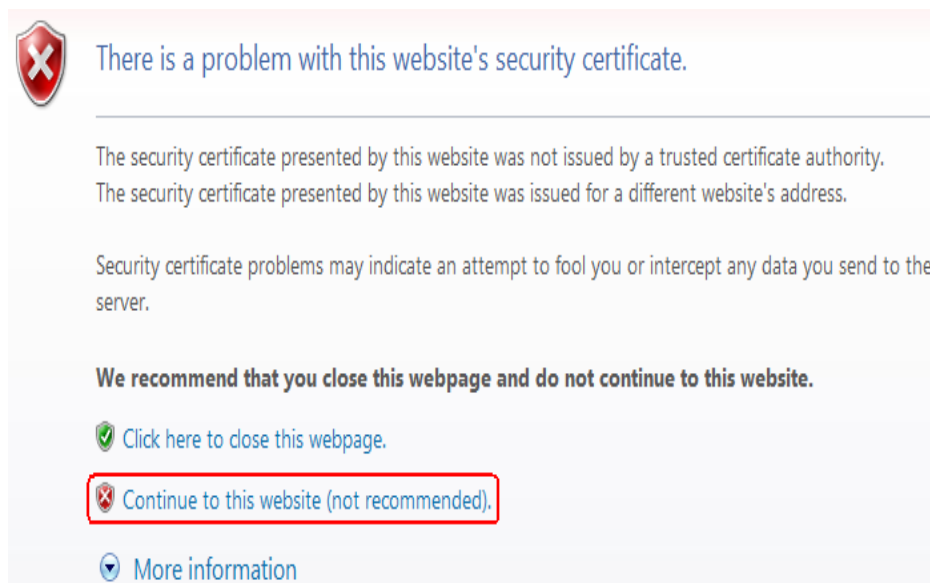 There is a problem with this website's security certificate.
The security certificate presented by this website was not issued by a trusted certificate authority.
The security certificate presented by this website was issued for a different website's address.
Security certificate problems may indicate an attempt to fool you or intercept any data you send to the
server.
We recommend that you close this webpage and do not continue to this website.
Click here to close this webpage.
Continue to this website (not recommended).
More information